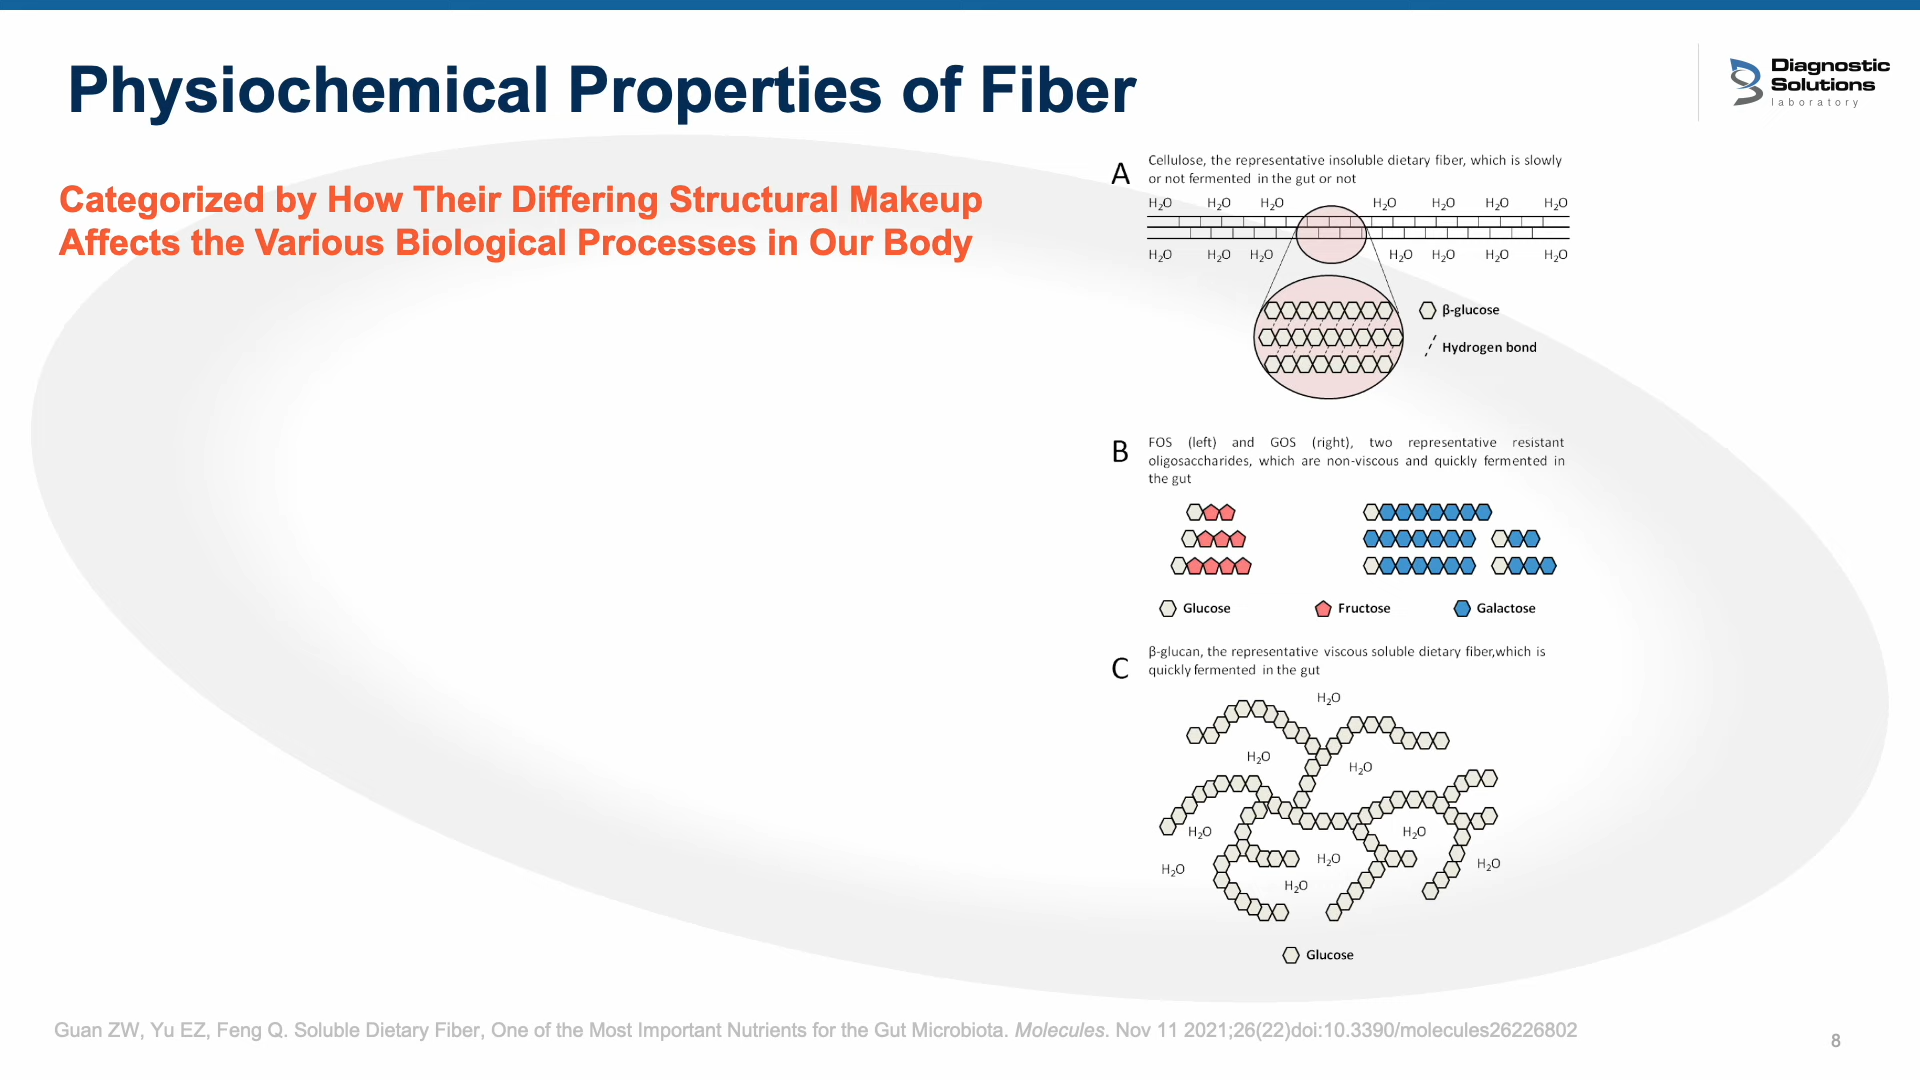 Physiochemical Properties of Fiber
Diagnostic
Solutions
laboratory
Categorized by How Their Differing Structural Makeup
Affects the Various Biological Processes in Our Body
A
Cellulose, the representative insoluble dietary fiber, which is slowly
or not fermented in the gut or not
H₂O H₂O H₂O H₂O H₂O H₂O H₂O
H₂O H₂O H₂O H₂O H₂O H₂O H₂O
β-glucose
Hydrogen bond
B
FOS (left) and GOS (right), two representative resistant
oligosaccharides, which are non-viscous and quickly fermented in
the gut
Glucose Fructose Galactose
C
β-glucan, the representative viscous soluble dietary fiber,which is
quickly fermented in the gut
H₂O
H₂O
H₂O
H₂O H₂O
H₂O
H₂O
H₂O
H₂O
Glucose
Guan ZW, Yu EZ, Feng Q. Soluble Dietary Fiber, One of the Most Important Nutrients for the Gut Microbiota. Molecules. Nov 11 2021;26(22)doi:10.3390/molecules26226802
8